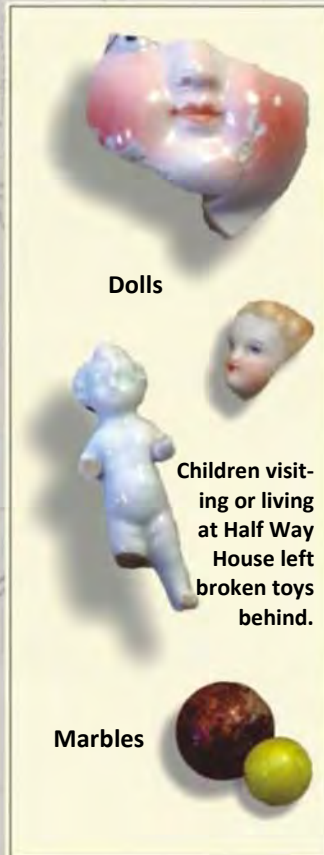 Dolls
Children visit-
ing or living
at Half Way
House left
broken toys
behind.
Marbles